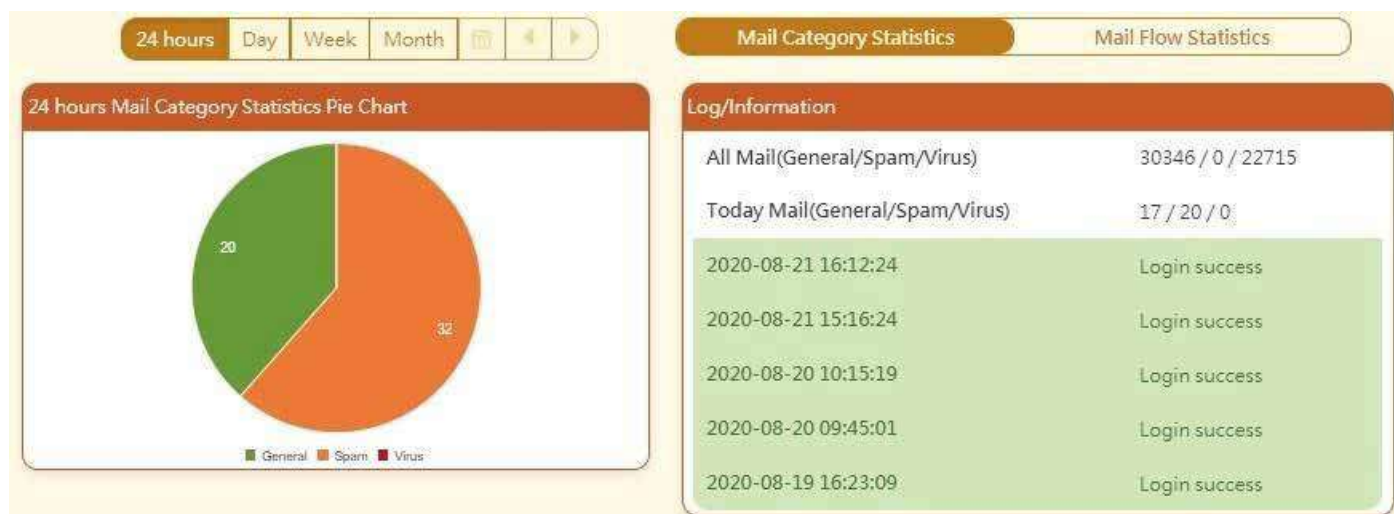 24 hours Day Week Month
Mail Category Statistics Mail Flow Statistics
24 hours Mail Category Statistics Pie Chart
20
32
General Spam Virus
Log/Information
All Mail(General/Spam/Virus) 30346 / 0 / 22715
Today Mail(General/Spam/Virus) 17 / 20 / 0
2020-08-21 16:12:24 Login success
2020-08-21 15:16:24 Login success
2020-08-20 10:15:19 Login success
2020-08-20 09:45:01 Login success
2020-08-19 16:23:09 Login success